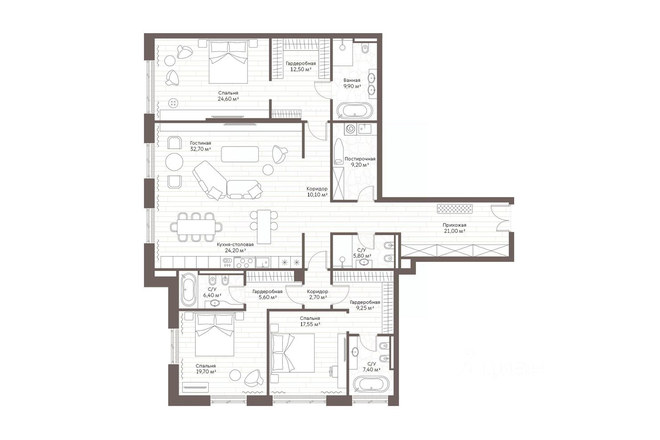 Спальня
24,60 м²
Гардеробная
12,50 м²
Ванная
9,90 м²
Гостиная
32,70 м²
Постирочная
9,20 м²
Коридор
10,10 м²
Прихожая
21,00 м²
Кухня-столовая
24,20 м²
С/У
5,80 м²
С/У
6,40 м²
Гардеробная
5,60 м²
Коридор
2,70 м²
Гардеробная
9,25 м²
Спальня
17,55 м²
Спальня
19,70 м²
С/У
7,40 м²